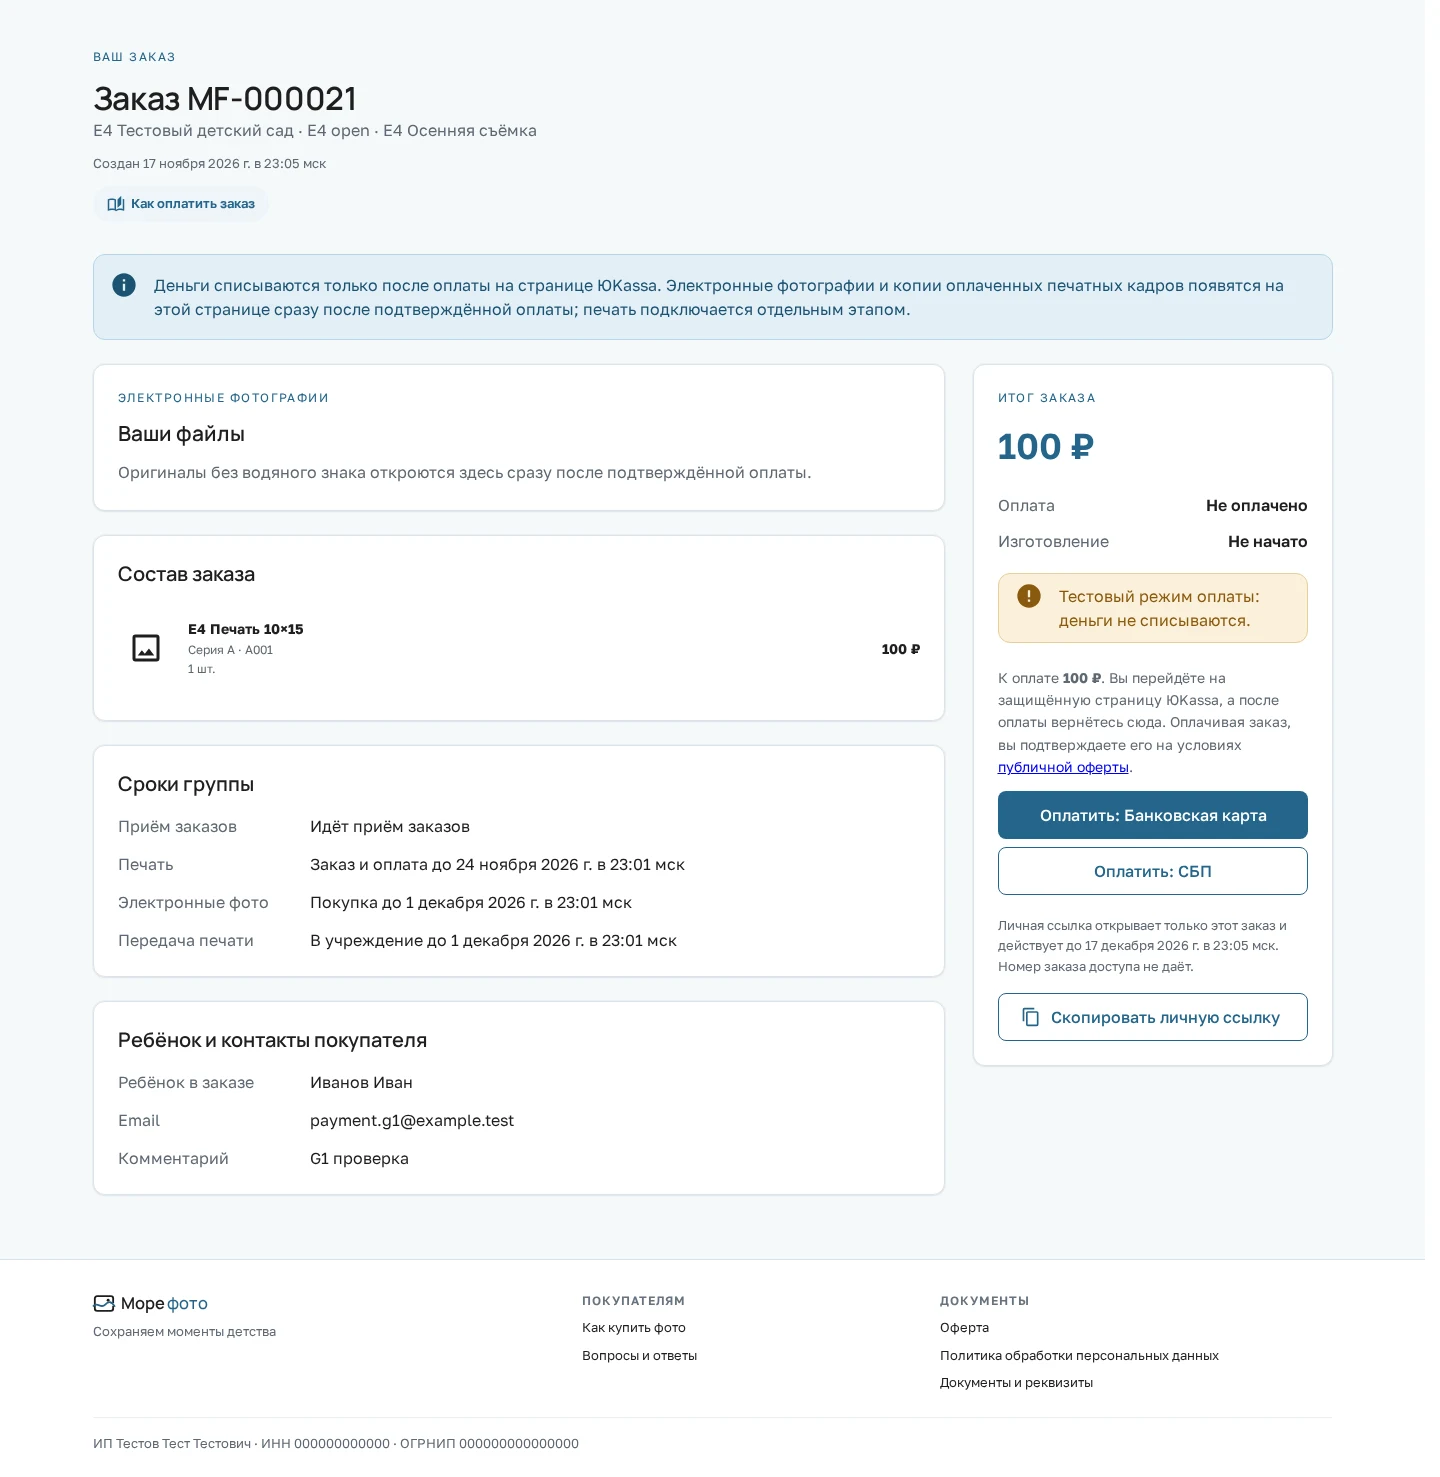 ВАШ ЗАКАЗ
Заказ MF-000021
E4 Тестовый детский сад · E4 open · E4 Осенняя съёмка
Создан 17 ноября 2026 г. в 23:05 мск
Как оплатить заказ
Деньги списываются только после оплаты на странице ЮKassa. Электронные фотографии и копии оплаченных печатных кадров появятся на
этой странице сразу после подтверждённой оплаты; печать подключается отдельным этапом.
ЭЛЕКТРОННЫЕ ФОТОГРАФИИ
Ваши файлы
Оригиналы без водяного знака откроются здесь сразу после подтверждённой оплаты.
Состав заказа
E4 Печать 10×15
Серия A · A001
1 шт.
100 ₽
Сроки группы
Приём заказов Идёт приём заказов
Печать Заказ и оплата до 24 ноября 2026 г. в 23:01 мск
Электронные фото Покупка до 1 декабря 2026 г. в 23:01 мск
Передача печати В учреждение до 1 декабря 2026 г. в 23:01 мск
Ребёнок и контакты покупателя
Ребёнок в заказе Иванов Иван
Email payment.g1@example.test
Комментарий G1 проверка
ИТОГ ЗАКАЗА
100 ₽
Оплата Не оплачено
Изготовление Не начато
Тестовый режим оплаты:
деньги не списываются.
К оплате 100 ₽. Вы перейдёте на
защищённую страницу ЮKassa, а после
оплаты вернётесь сюда. Оплачивая заказ,
вы подтверждаете его на условиях
публичной оферты.
Оплатить: Банковская карта
Оплатить: СБП
Личная ссылка открывает только этот заказ и
действует до 17 декабря 2026 г. в 23:05 мск.
Номер заказа доступа не даёт.
Скопировать личную ссылку
Море фото
Сохраняем моменты детства
ПОКУПАТЕЛЯМ
Как купить фото
Вопросы и ответы
ДОКУМЕНТЫ
Оферта
Политика обработки персональных данных
Документы и реквизиты
ИП Тестов Тест Тестович · ИНН 000000000000 · ОГРНИП 000000000000000